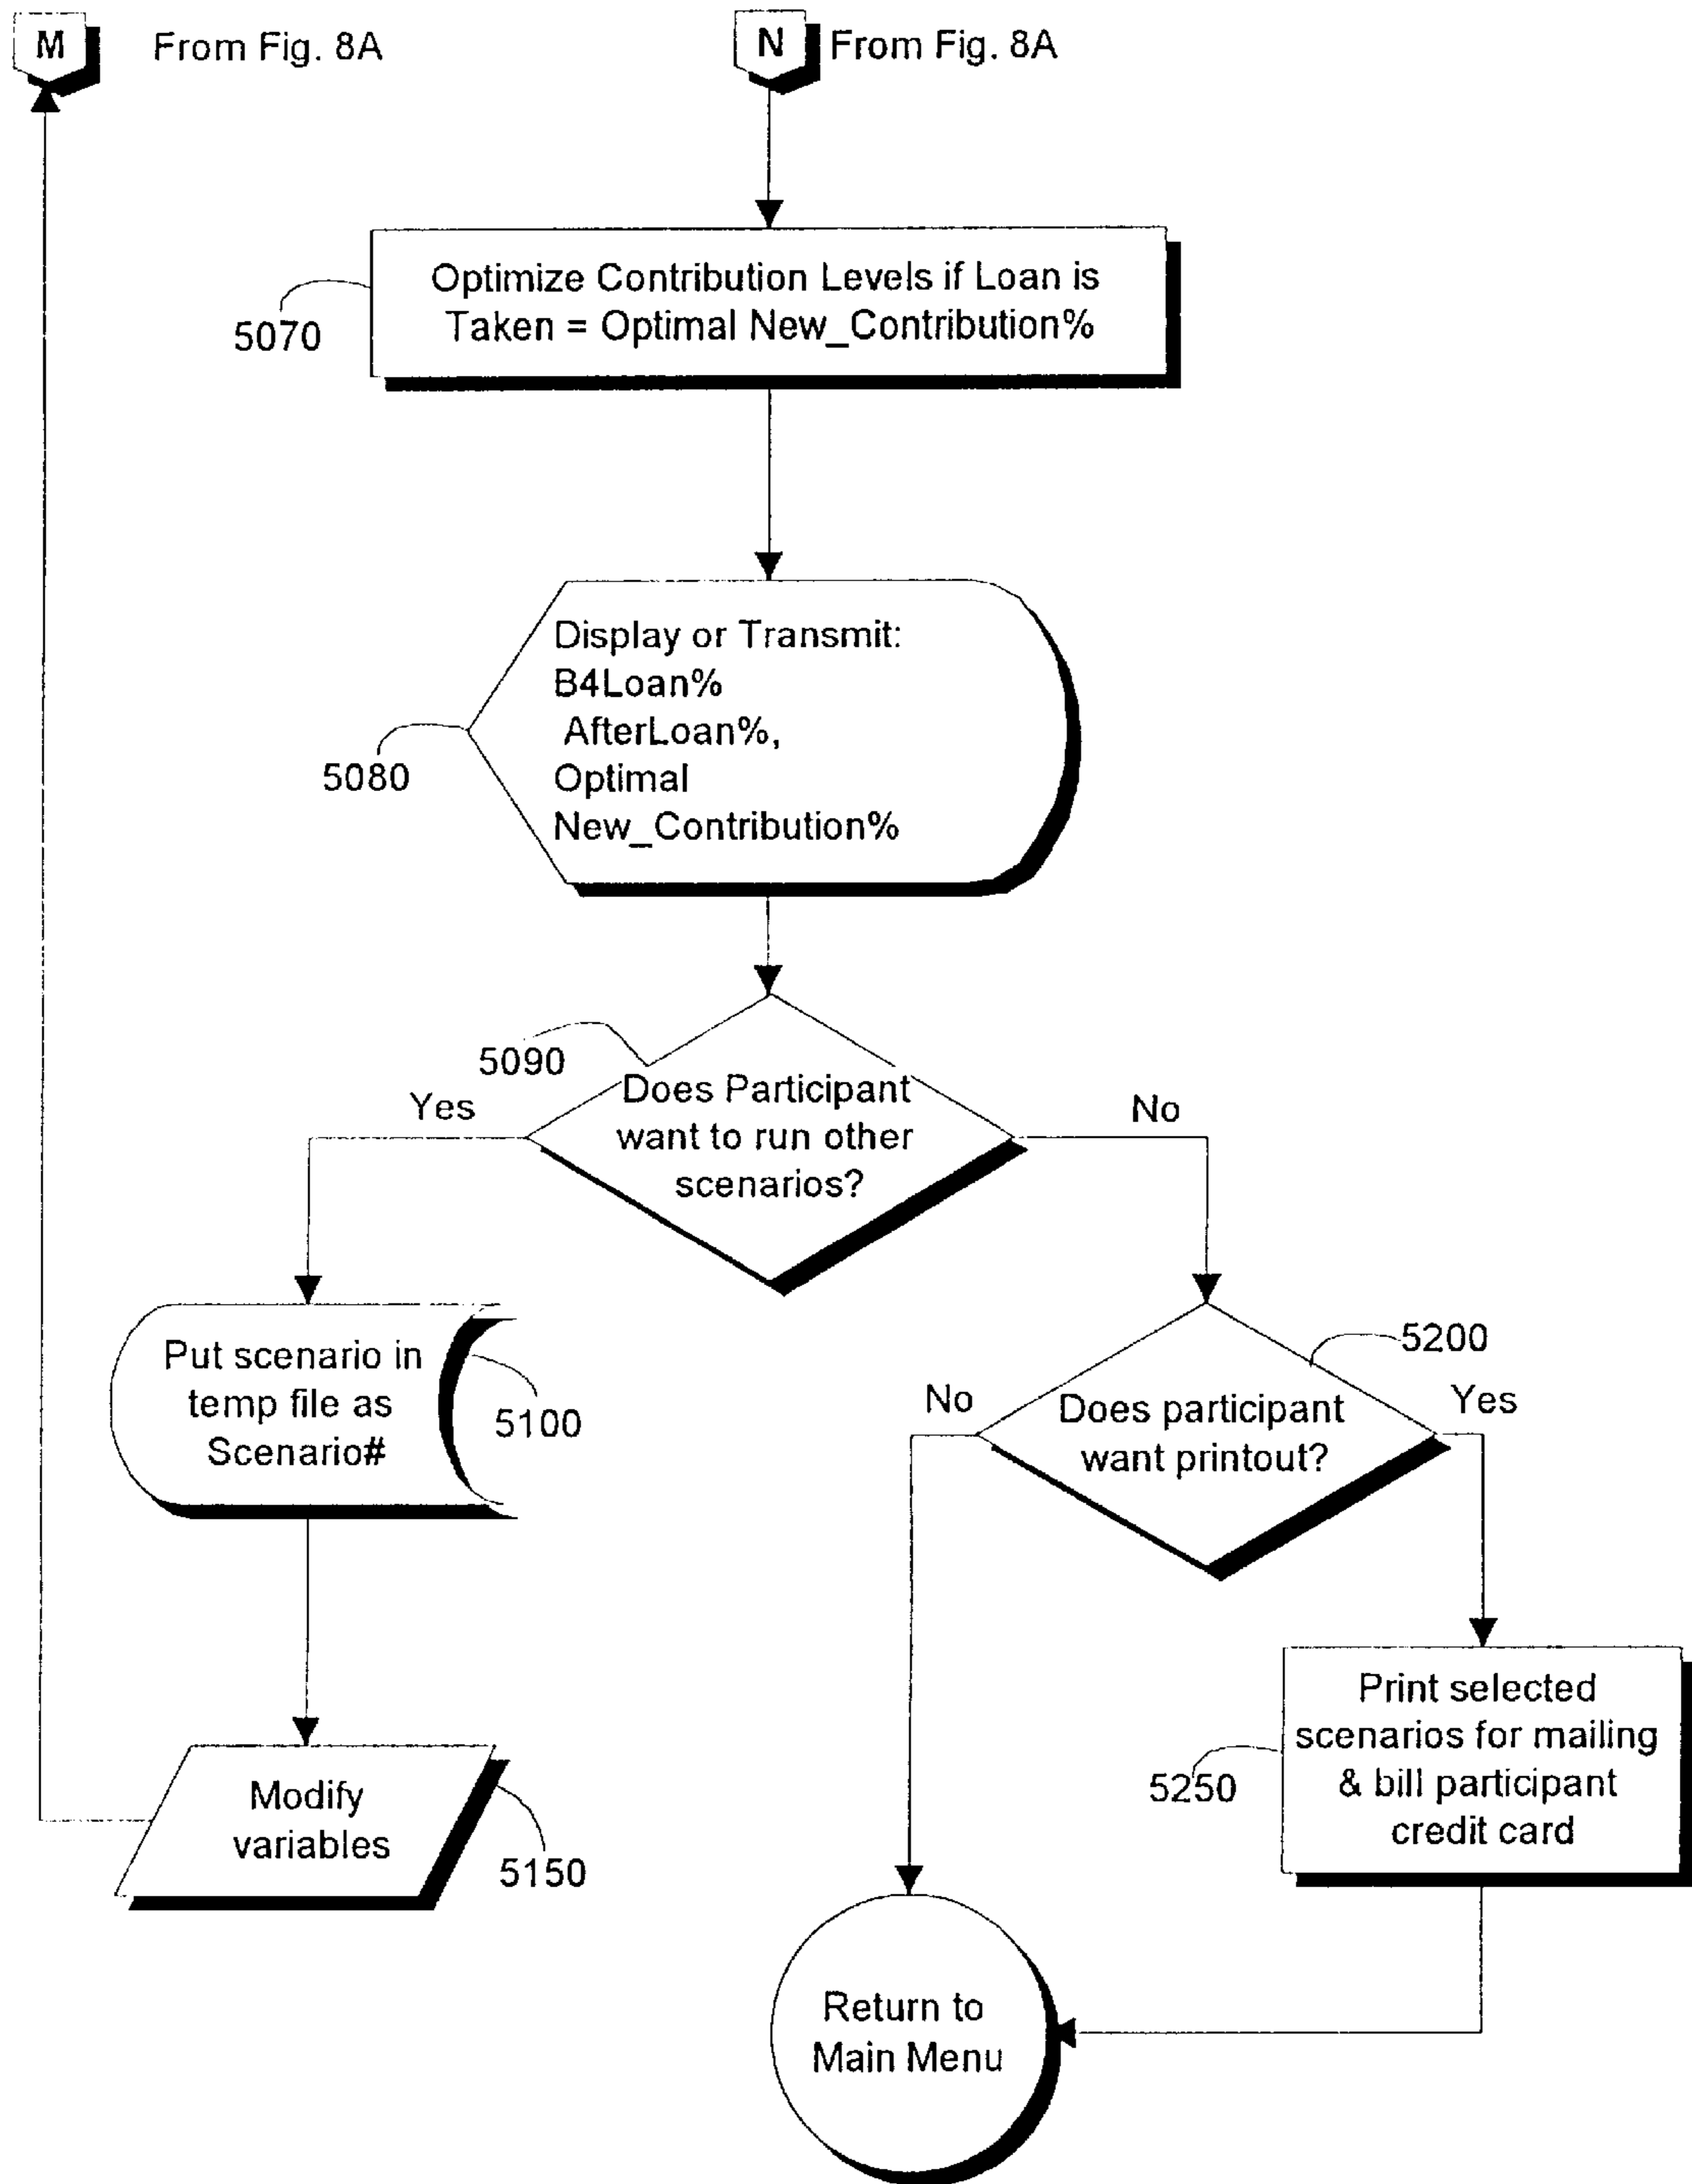 M From Fig. 8A
N From Fig. 8A
Optimize Contribution Levels if Loan is
Taken = Optimal New_Contribution%
5070
Display or Transmit:
B4Loan%
AfterLoan%,
Optimal
New_Contribution%
5080
5090
Does Participant
want to run other
scenarios?
Yes
No
Put scenario in
temp file as
Scenario#
5100
5200
Does participant
want printout?
No
Yes
Modify
variables
5150
Print selected
scenarios for mailing
& bill participant
credit card
5250
Return to
Main Menu